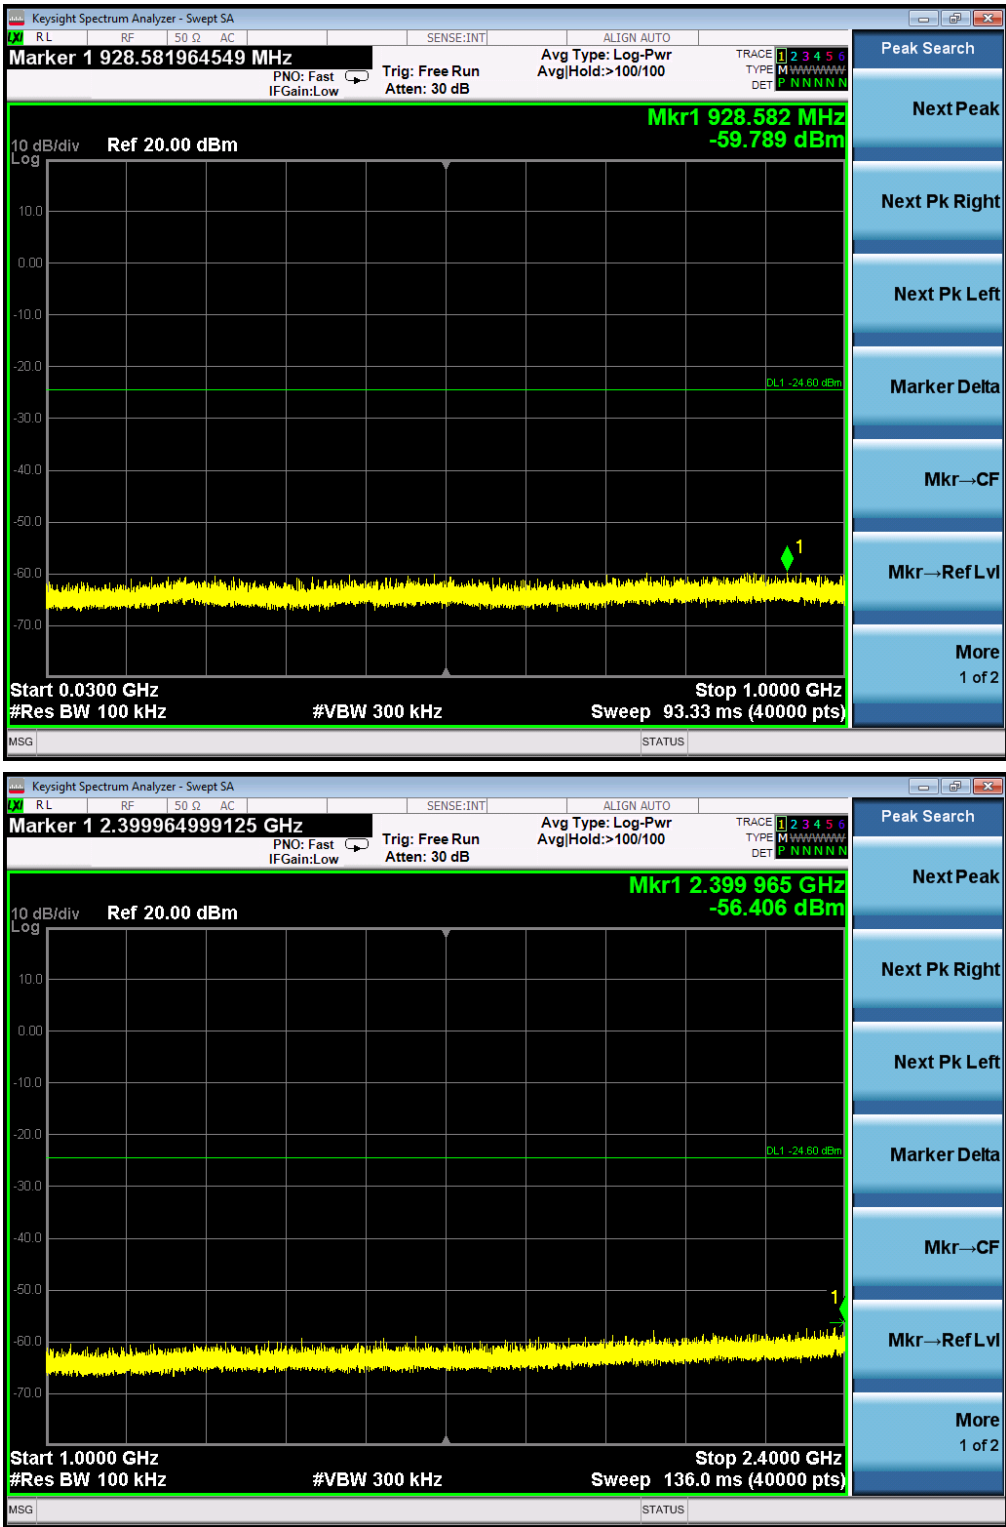 Keysight Spectrum Analyzer - Swept SA
LXI RL RF 50 Ω AC SENSE:INT ALIGN AUTO
Marker 1 928.581964549 MHz
PNO: Fast
IFGain:Low
Trig: Free Run
Atten: 30 dB
Avg Type: Log-Pwr
Avg|Hold:>100/100
TRACE 1 2 3 4 5 6
TYPE M WWWWW
DET P N N N N N
Peak Search
Mkr1 928.582 MHz
-59.789 dBm
10 dB/div Ref 20.00 dBm
Log
10.0
0.00
-10.0
-20.0
DL1 -24.60 dBm
-30.0
-40.0
-50.0
1
-60.0
-70.0
Start 0.0300 GHz Stop 1.0000 GHz
#Res BW 100 kHz #VBW 300 kHz Sweep 93.33 ms (40000 pts)
MSG STATUS
Next Peak
Next Pk Right
Next Pk Left
Marker Delta
Mkr→CF
Mkr→Ref Lvl
More
1 of 2
Keysight Spectrum Analyzer - Swept SA
LXI RL RF 50 Ω AC SENSE:INT ALIGN AUTO
Marker 1 2.399964999125 GHz
PNO: Fast
IFGain:Low
Trig: Free Run
Atten: 30 dB
Avg Type: Log-Pwr
Avg|Hold:>100/100
TRACE 1 2 3 4 5 6
TYPE M WWWWW
DET P N N N N N
Peak Search
Mkr1 2.399 965 GHz
-56.406 dBm
10 dB/div Ref 20.00 dBm
Log
10.0
0.00
-10.0
-20.0
DL1 -24.60 dBm
-30.0
-40.0
-50.0
1
-60.0
-70.0
Start 1.0000 GHz Stop 2.4000 GHz
#Res BW 100 kHz #VBW 300 kHz Sweep 136.0 ms (40000 pts)
MSG STATUS
Next Peak
Next Pk Right
Next Pk Left
Marker Delta
Mkr→CF
Mkr→Ref Lvl
More
1 of 2